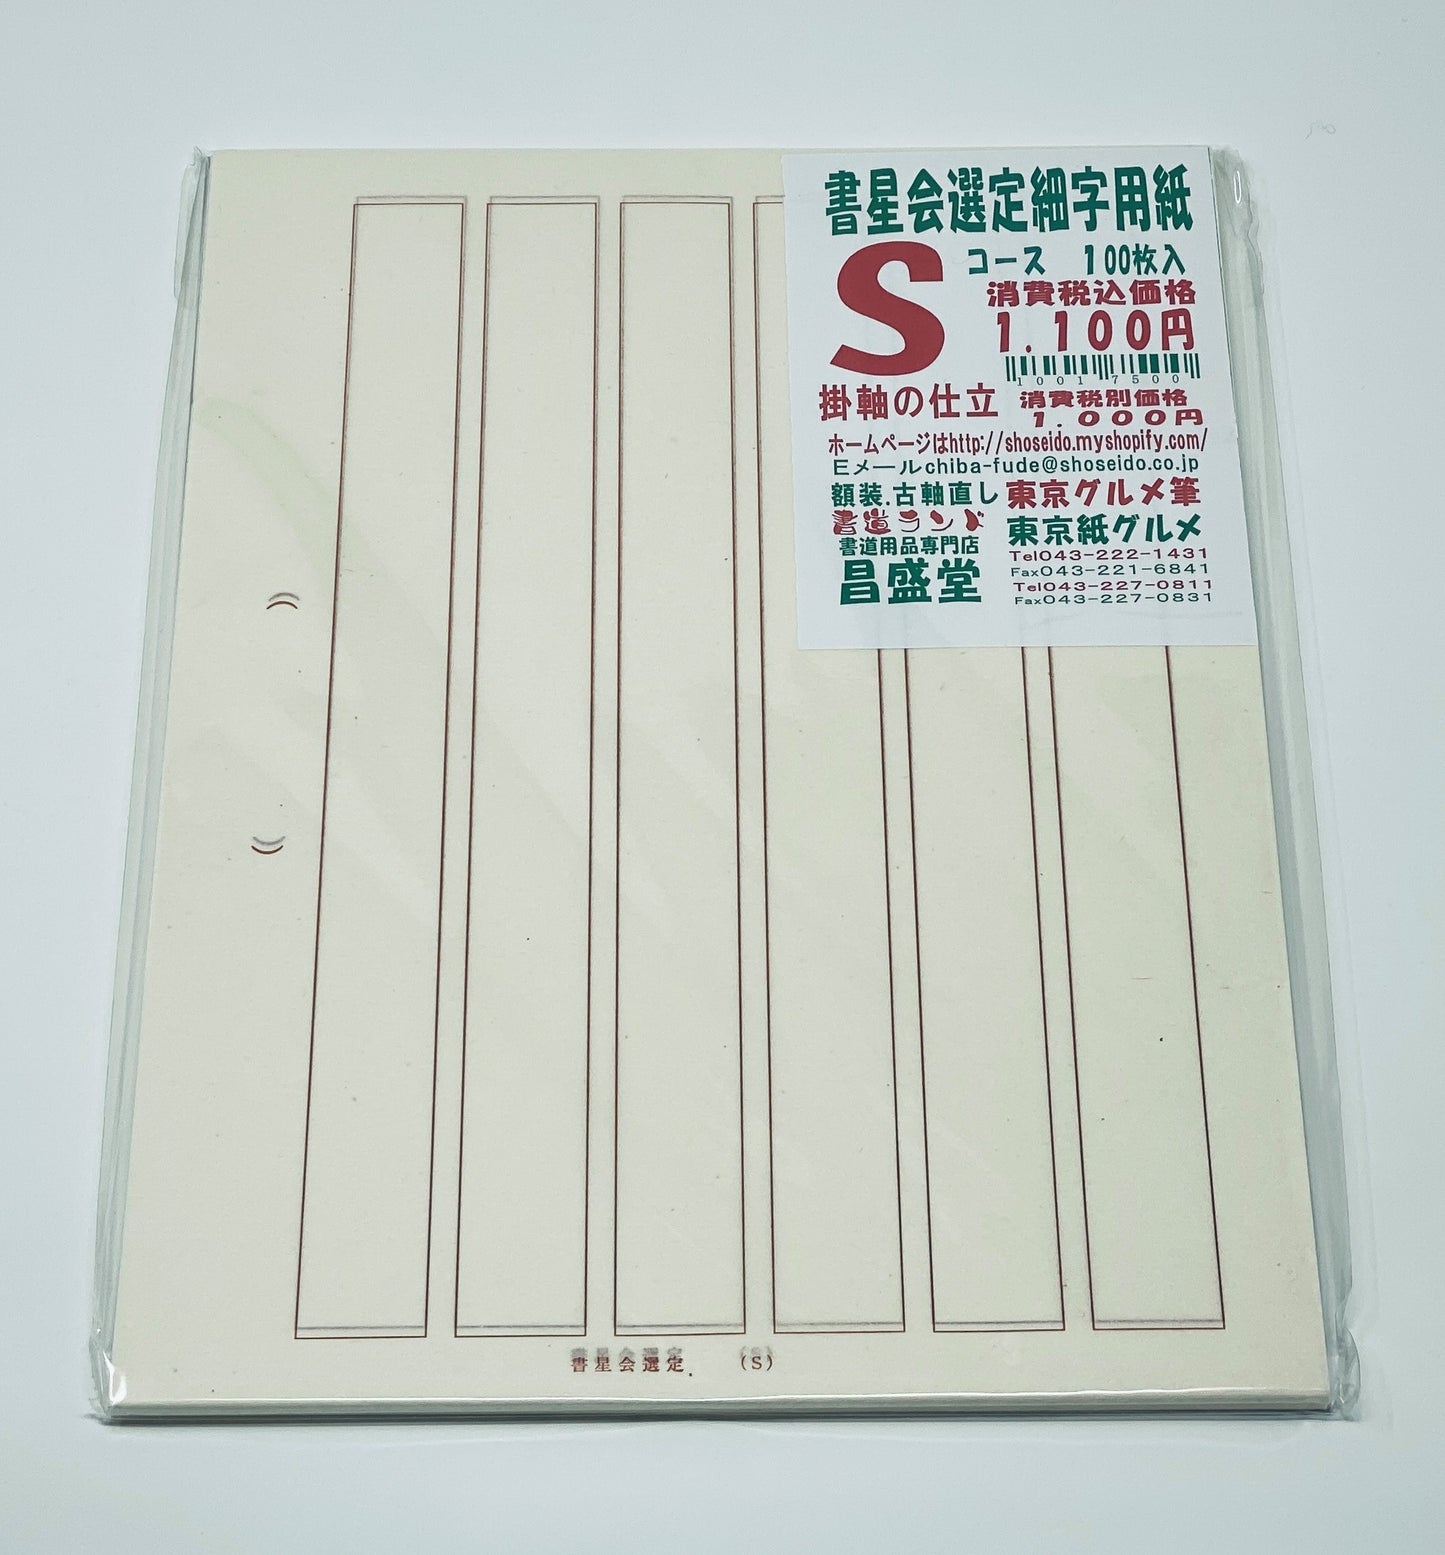 書星会選定細字用紙
S コース 100枚入
消費税込価格
1,100円
10017500
掛軸の仕立
消費税別価格
1.000円
ホームページはhttp://shoseido.myshopify.com/
Eメールchiba-fude@shoseido.co.jp
額装.古軸直し 東京グルメ筆
書道ランド 東京紙グルメ
書道用品専門店
昌盛堂
Tel043-222-1431
Fax043-221-6841
Tel043-227-0811
Fax043-227-0831
( )
書星会選定 (S)